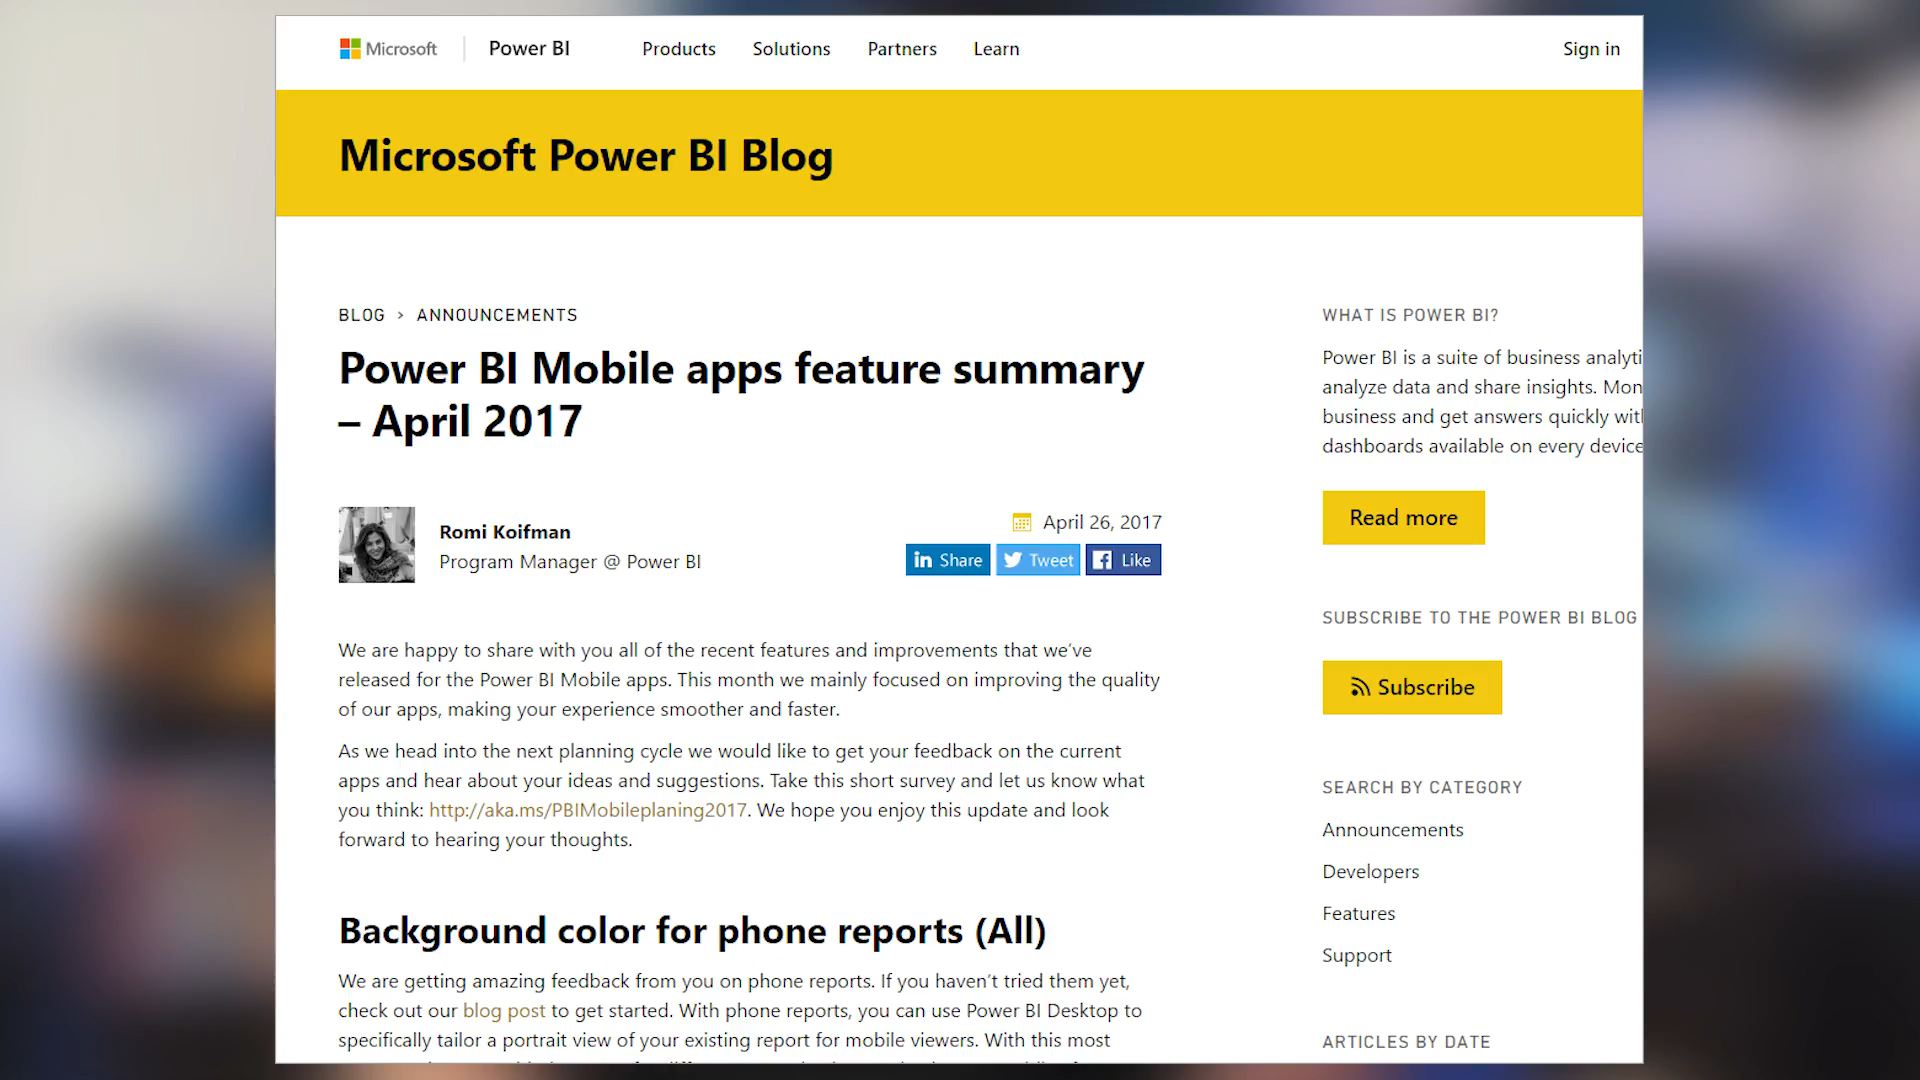 Microsoft
Power BI
Products
Solutions
Partners
Learn
Sign in
Microsoft Power BI Blog
BLOG > ANNOUNCEMENTS
Power BI Mobile apps feature summary
– April 2017
Romi Koifman
Program Manager @ Power BI
April 26, 2017
in Share
Tweet
Like
We are happy to share with you all of the recent features and improvements that we've
released for the Power BI Mobile apps. This month we mainly focused on improving the quality
of our apps, making your experience smoother and faster.
As we head into the next planning cycle we would like to get your feedback on the current
apps and hear about your ideas and suggestions. Take this short survey and let us know what
you think: http://aka.ms/PBIMobileplaning2017. We hope you enjoy this update and look
forward to hearing your thoughts.
Background color for phone reports (All)
We are getting amazing feedback from you on phone reports. If you haven't tried them yet,
check out our blog post to get started. With phone reports, you can use Power BI Desktop to
specifically tailor a portrait view of your existing report for mobile viewers. With this most
WHAT IS POWER BI?
Power BI is a suite of business analyti
analyze data and share insights. Mon
business and get answers quickly wit
dashboards available on every device
Read more
SUBSCRIBE TO THE POWER BI BLOG
Subscribe
SEARCH BY CATEGORY
Announcements
Developers
Features
Support
ARTICLES BY DATE